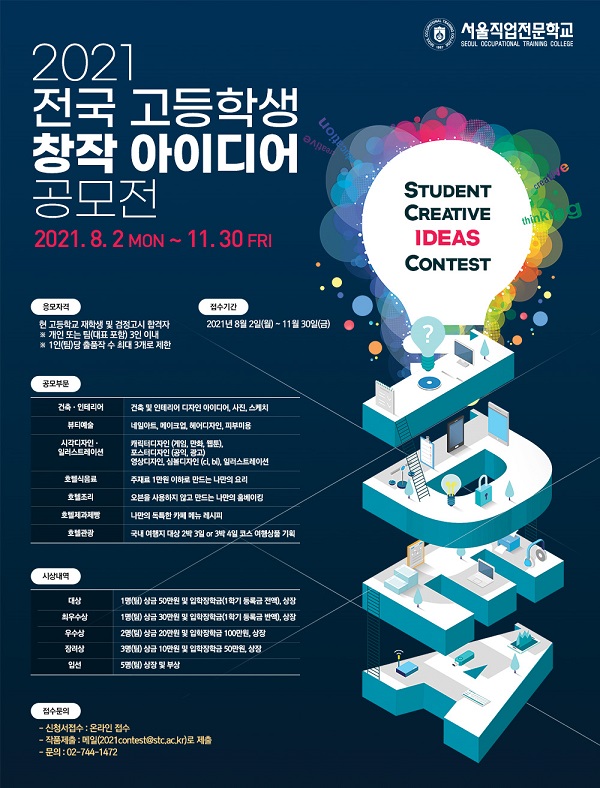 서울직업전문학교
SEOUL OCCUPATIONAL TRAINING COLLEGE
2021
전국 고등학생
창작 아이디어
공모전
2021. 8. 2 MON ~ 11. 30 FRI
creative
thinking
STUDENT
CREATIVE
IDEAS
CONTEST
응모자격
현 고등학교 재학생 및 검정고시 합격자
※ 개인 또는 팀(대표 포함) 3인 이내
※ 1인(팀)당 출품작 수 최대 3개로 제한
접수기간
2021년 8월 2일(월) ~ 11월 30일(금)
공모부문
건축 · 인테리어 건축 및 인테리어 디자인 아이디어, 사진, 스케치
뷰티예술 네일아트, 메이크업, 헤어디자인, 피부미용
시각디자인 · 일러스트레이션 캐릭터디자인 (게임, 만화, 웹툰),
포스터디자인 (공익, 광고)
영상디자인, 심볼디자인 (ci, bi), 일러스트레이션
호텔식음료 주재료 1만원 이하로 만드는 나만의 요리
호텔조리 오븐을 사용하지 않고 만드는 나만의 홈베이킹
호텔제과제빵 나만의 독특한 카페 메뉴 레시피
호텔관광 국내 여행지 대상 2박 3일 or 3박 4일 코스 여행상품 기획
시상내역
대상 1명(팀) 상금 50만원 및 입학장학금(1학기 등록금 전액), 상장
최우수상 1명(팀) 상금 30만원 및 입학장학금(1학기 등록금 반액), 상장
우수상 2명(팀) 상금 20만원 및 입학장학금 100만원, 상장
장려상 3명(팀) 상금 10만원 및 입학장학금 50만원, 상장
입선 5명(팀) 상장 및 부상
접수문의
- 신청서접수 : 온라인 접수
- 작품제출 : 메일(2021contest@stc.ac.kr)로 제출
- 문의 : 02-744-1472
?
IDEA